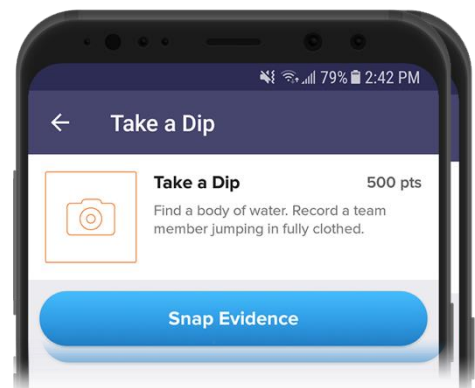 79% 2:42 PM
Take a Dip
Take a Dip 500 pts
Find a body of water. Record a team
member jumping in fully clothed.
Snap Evidence